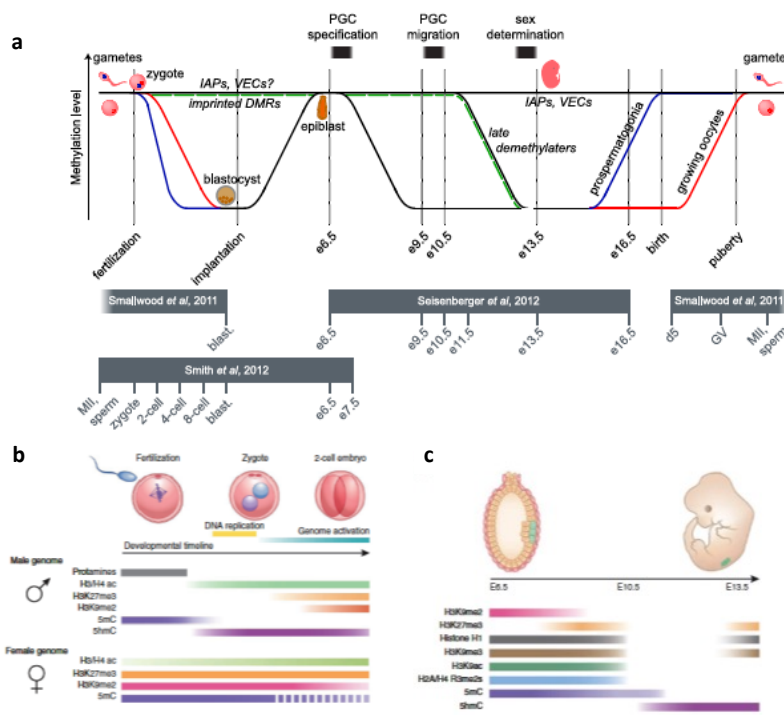 a
PGC specification
PGC migration
sex determination
gametes
zygote
IAPs, VECs?
imprinted DMRs
epiblast
blastocyst
late demethylaters
IAPs, VECs
prospermatogonia
growing oocytes
gamete
Methylation level
fertilization
implantation
e6.5
e9.5
e10.5
e13.5
e16.5
birth
puberty
Smallwood et al, 2011
blast.
Seisenberger et al, 2012
e6.5
e9.5
e10.5
e11.5
e13.5
e16.5
Smallwood et al, 2011
d5
GV
MII, sperm
Smith et al, 2012
MII, sperm
zygote
2-cell
4-cell
8-cell
blast.
e6.5
e7.5
b
Fertilization
Zygote
2-cell embryo
DNA replication
Genome activation
Developmental timeline
Male genome
Protamines
H3/H4 ac
H3K27me3
H3K9me2
5mC
5hmC
Female genome
H3/H4 ac
H3K27me3
H3K9me2
5mC
c
E6.5
E10.5
E13.5
H3K9me2
H3K27me3
Histone H1
H3K9me3
H3K9ac
H2A/H4 R3me2s
5mC
5hmC